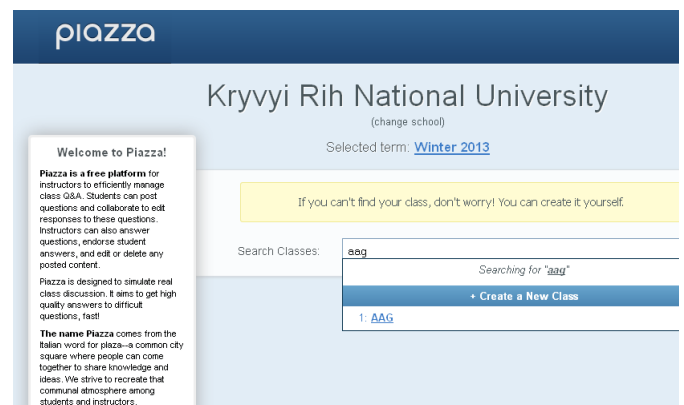 piazza
Kryvyi Rih National University
(change school)
Selected term: Winter 2013
Welcome to Piazza!
Piazza is a free platform for
instructors to efficiently manage
class Q&A. Students can post
questions and collaborate to edit
responses to these questions.
Instructors can also answer
questions, endorse student
answers, and edit or delete any
posted content.
Piazza is designed to simulate real
class discussion. It aims to get high
quality answers to difficult
questions, fast!
The name Piazza comes from the
Italian word for plaza--a common city
square where people can come
together to share knowledge and
ideas. We strive to recreate that
communal atmosphere among
students and instructors.
If you can't find your class, don't worry! You can create it yourself.
Search Classes: aag
Searching for "aag"
+ Create a New Class
1: AAG